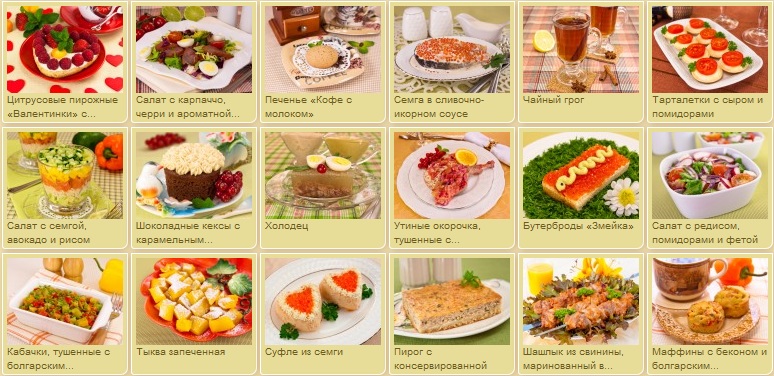 Цитрусовые пирожные
«Валентинки» с...
Салат с карпаччо,
черри и ароматной...
Печенье «Кофе с
молоком»
Семга в сливочно-
икорном соусе
Чайный грог
Тарталетки с сыром и
помидорами
Салат с семгой,
авокадо и рисом
Шоколадные кексы с
карамельным...
Холодец
Утиные окорочка,
тушенные с...
Бутерброды «Змейка»
Салат с редисом,
помидорами и фетой
Кабачки, тушенные с
болгарским...
Тыква запеченная
Суфле из семги
Пирог с
консервированной
Шашлык из свинины,
маринованный в...
Маффины с беконом и
болгарским...